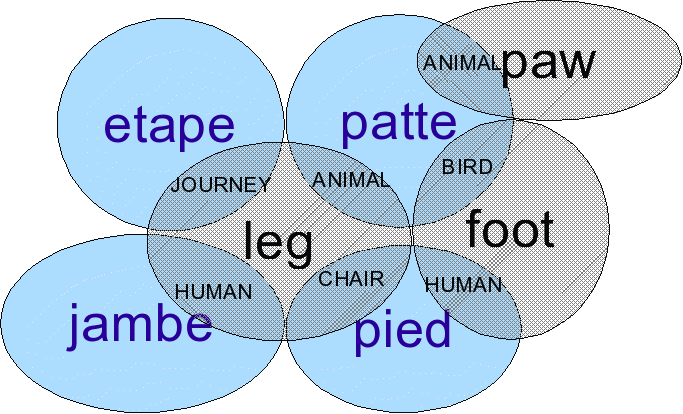 paw
ANIMAL
etape
patte
BIRD
JOURNEY
ANIMAL
foot
leg
CHAIR
HUMAN
HUMAN
jambe
pied